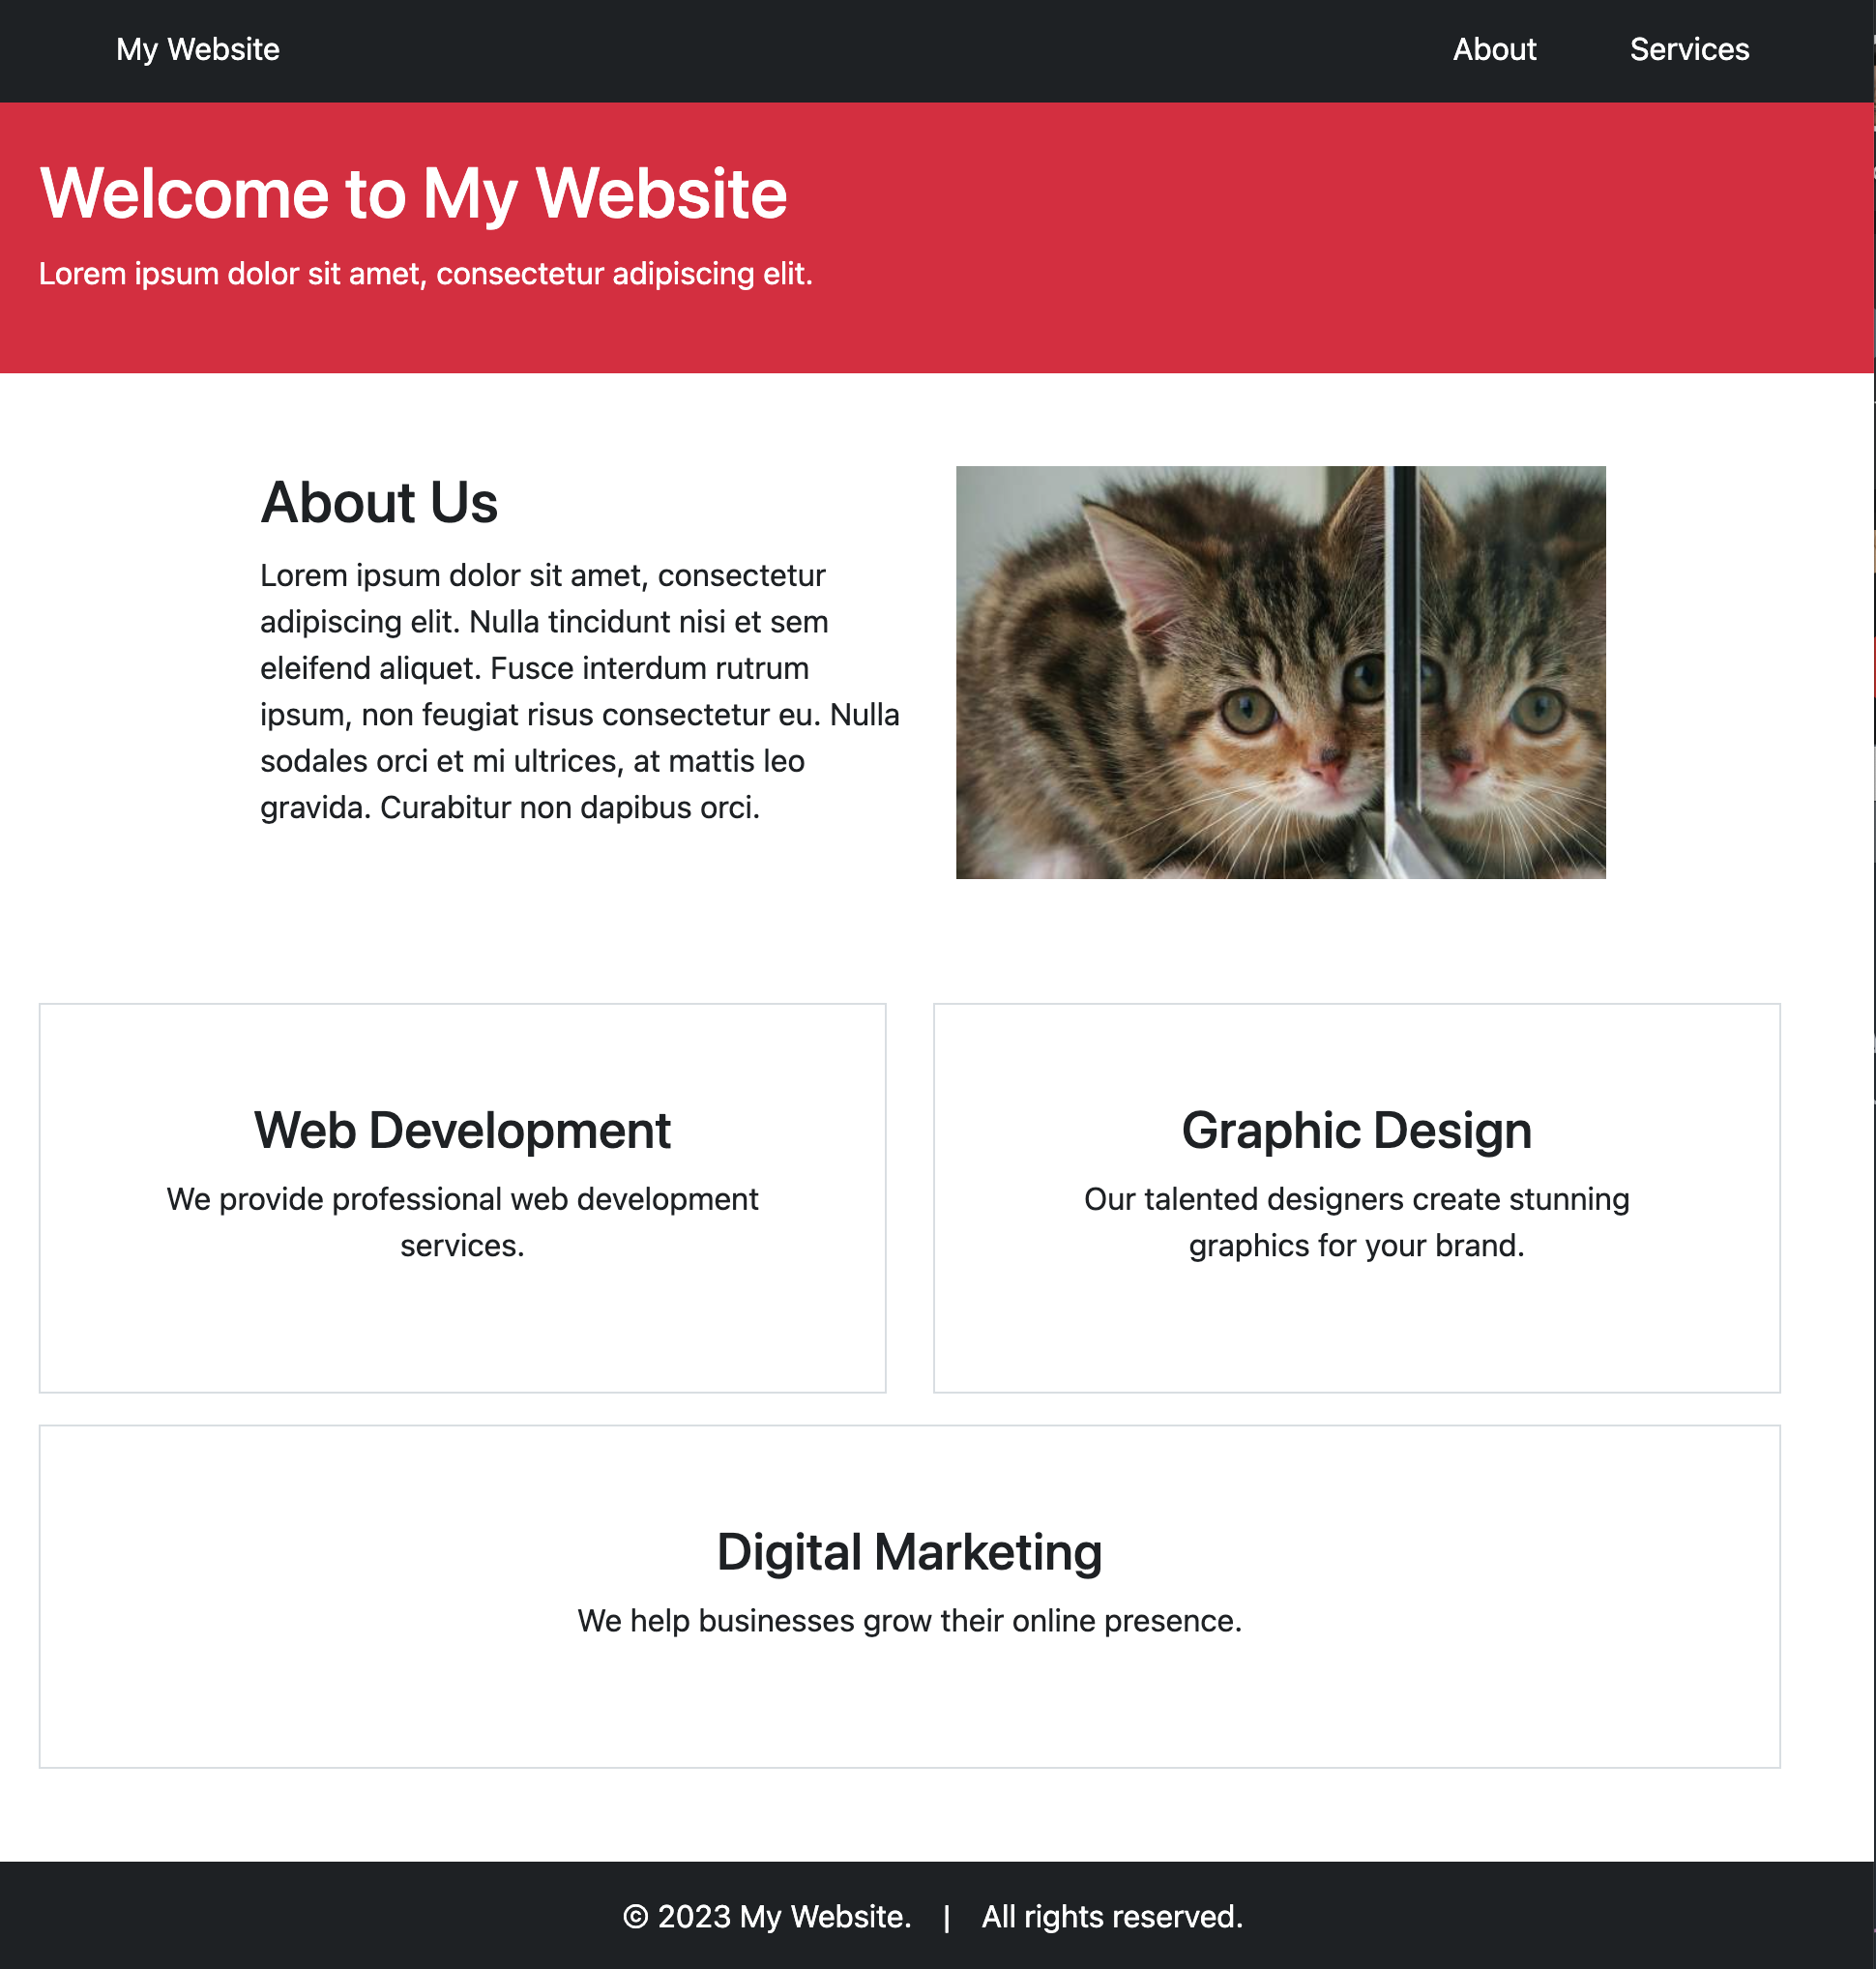 My Website About Services
Welcome to My Website
Lorem ipsum dolor sit amet, consectetur adipiscing elit.
About Us
Lorem ipsum dolor sit amet, consectetur
adipiscing elit. Nulla tincidunt nisi et sem
eleifend aliquet. Fusce interdum rutrum
ipsum, non feugiat risus consectetur eu. Nulla
sodales orci et mi ultrices, at mattis leo
gravida. Curabitur non dapibus orci.
Web Development
We provide professional web development
services.
Graphic Design
Our talented designers create stunning
graphics for your brand.
Digital Marketing
We help businesses grow their online presence.
© 2023 My Website. | All rights reserved.